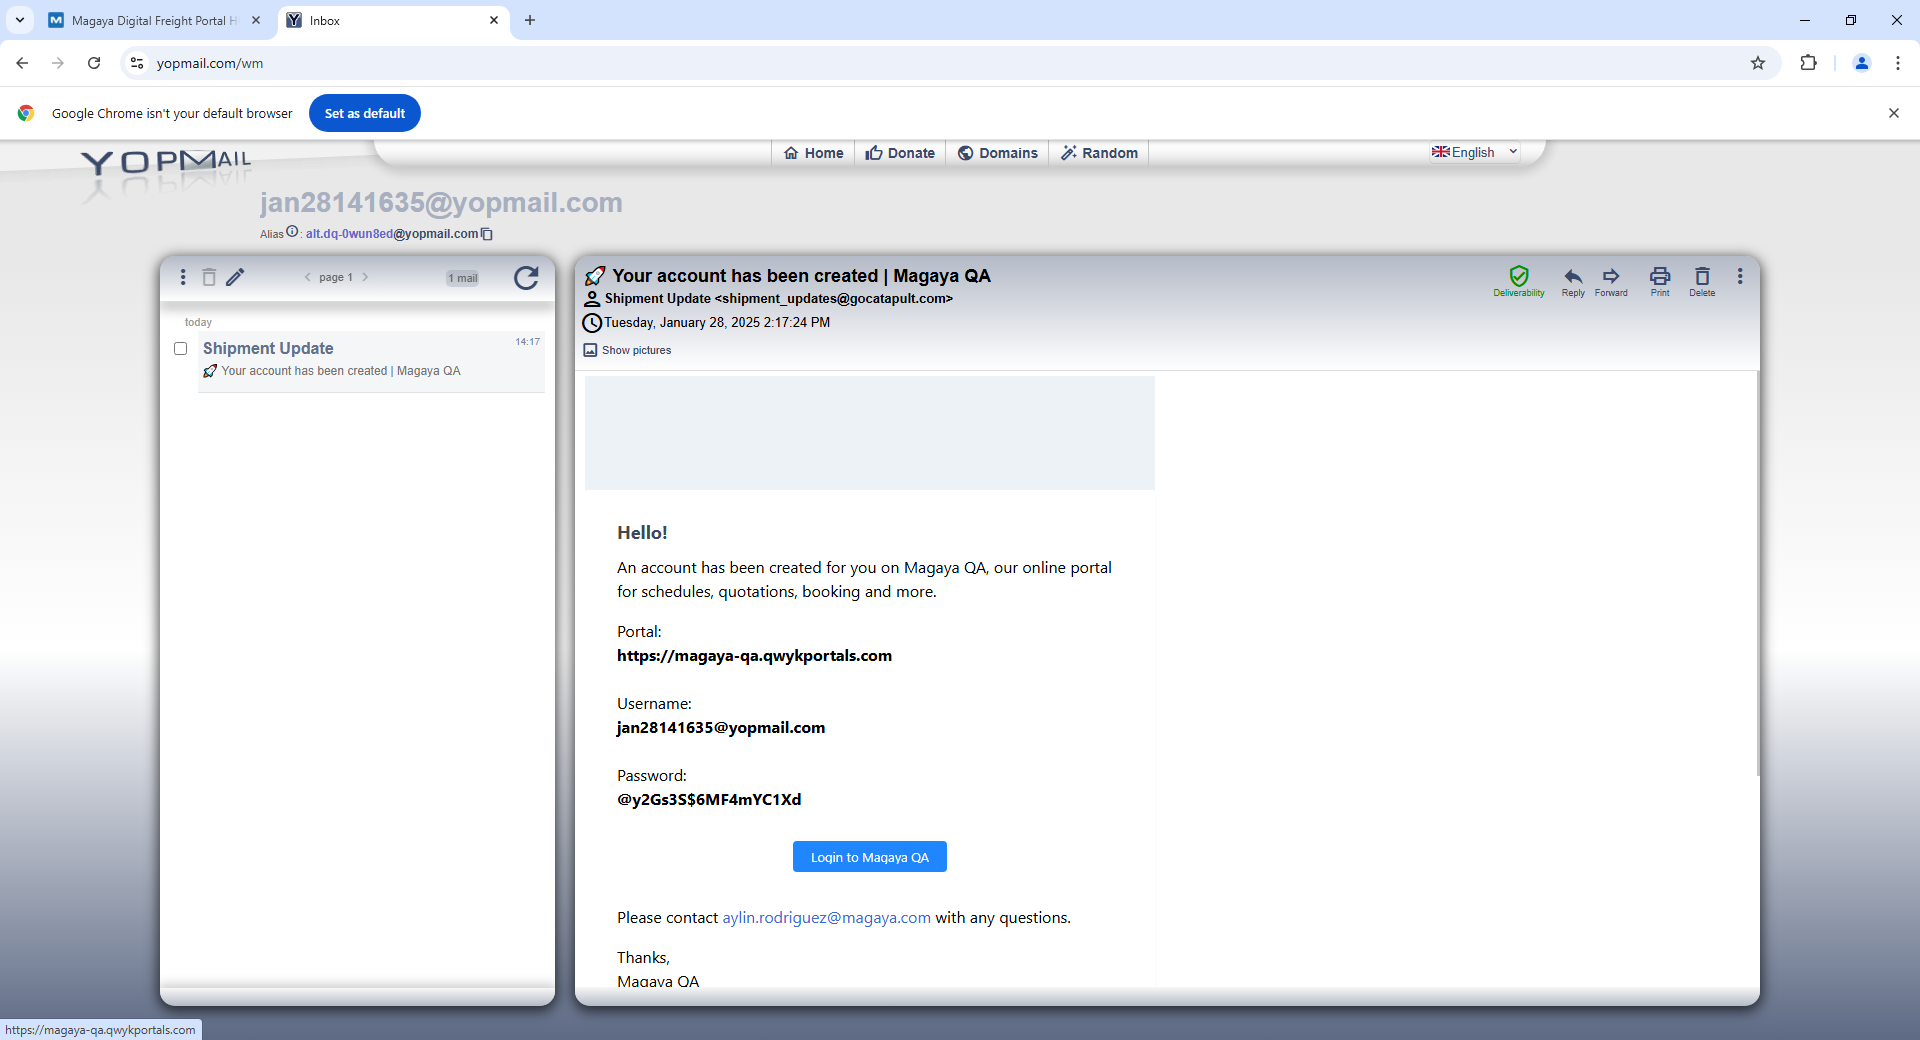 Magaya Digital Freight Portal H
Inbox
yopmail.com/wm
Google Chrome isn't your default browser
Set as default
YOPMAIL
Home
Donate
Domains
Random
English
jan28141635@yopmail.com
Alias : alt.dq-0wun8ed@yopmail.com
page 1
1 mail
today
Shipment Update
14:17
🚀 Your account has been created | Magaya QA
🚀 Your account has been created | Magaya QA
Shipment Update <shipment_updates@gocatapult.com>
Tuesday, January 28, 2025 2:17:24 PM
Show pictures
Deliverability
Reply
Forward
Print
Delete
Hello!
An account has been created for you on Magaya QA, our online portal
for schedules, quotations, booking and more.
Portal:
https://magaya-qa.qwykportals.com
Username:
jan28141635@yopmail.com
Password:
@y2Gs3S$6MF4mYC1Xd
Login to Magaya QA
Please contact aylin.rodriguez@magaya.com with any questions.
Thanks,
Magaya QA
https://magaya-qa.qwykportals.com